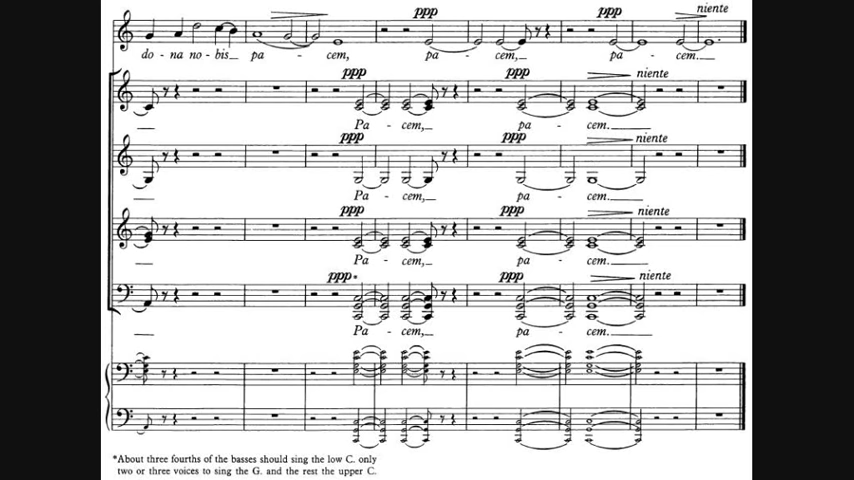 ppp ppp niente
do - na no - bis pa - cem, pa - cem, pa - cem.
ppp ppp niente
Pa - cem, pa - cem.
ppp ppp niente
Pa - cem, pa - cem.
ppp ppp niente
Pa - cem, pa - cem.
ppp* ppp niente
Pa - cem, pa - cem.
*About three fourths of the basses should sing the low C. only
two or three voices to sing the G. and the rest the upper C.